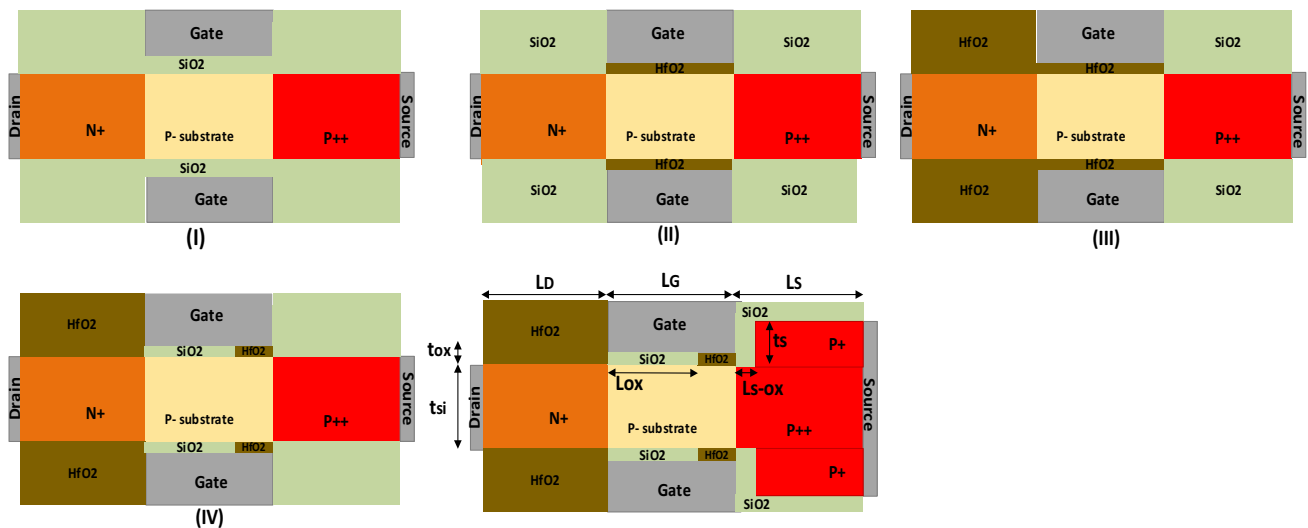 Gate
SiO2
Drain
N+
P- substrate
P++
Source
SiO2
Gate
(I)
SiO2
Gate
SiO2
HfO2
Drain
N+
P- substrate
P++
Source
HfO2
SiO2
Gate
SiO2
(II)
HfO2
Gate
SiO2
HfO2
Drain
N+
P- substrate
P++
Source
HfO2
HfO2
Gate
SiO2
(III)
HfO2
Gate
SiO2
HfO2
Drain
N+
P- substrate
P++
Source
SiO2
HfO2
HfO2
Gate
(IV)
LD
LG
LS
HfO2
Gate
SiO2
tS
P+
tox
SiO2
HfO2
Lox
LS-ox
tsi
Drain
N+
P- substrate
P++
Source
SiO2
HfO2
HfO2
Gate
P+
SiO2